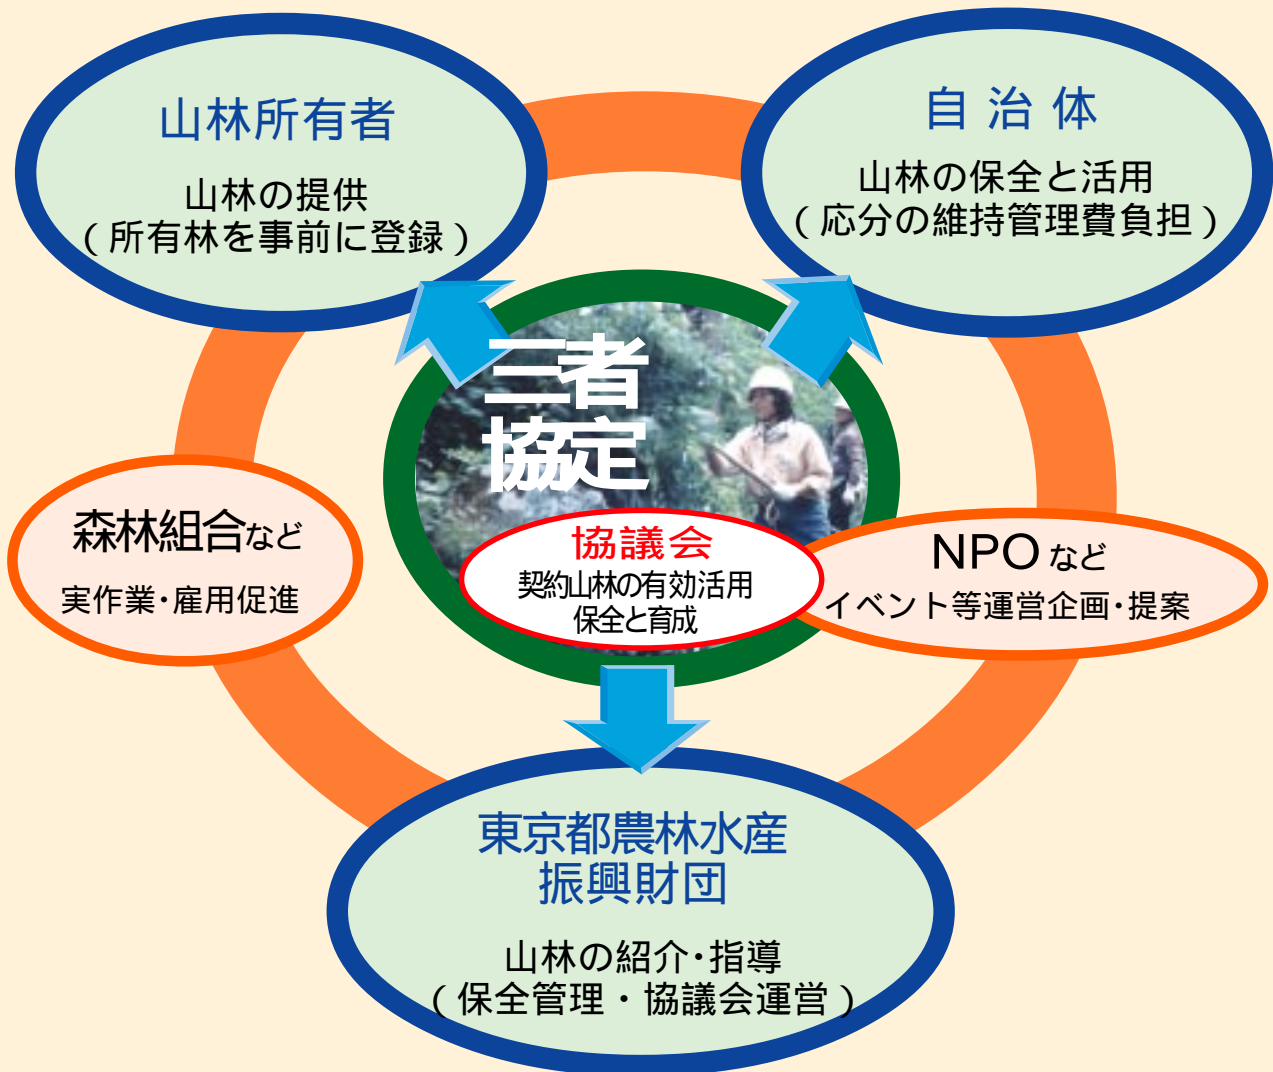 山林所有者
山林の提供
(所有林を事前に登録)
自治体
山林の保全と活用
(応分の維持管理費負担)
三者
協定
森林組合など
実作業・雇用促進
協議会
契約山林の有効活用
保全と育成
NPOなど
イベント等運営企画・提案
東京都農林水産
振興財団
山林の紹介・指導
(保全管理・協議会運営)